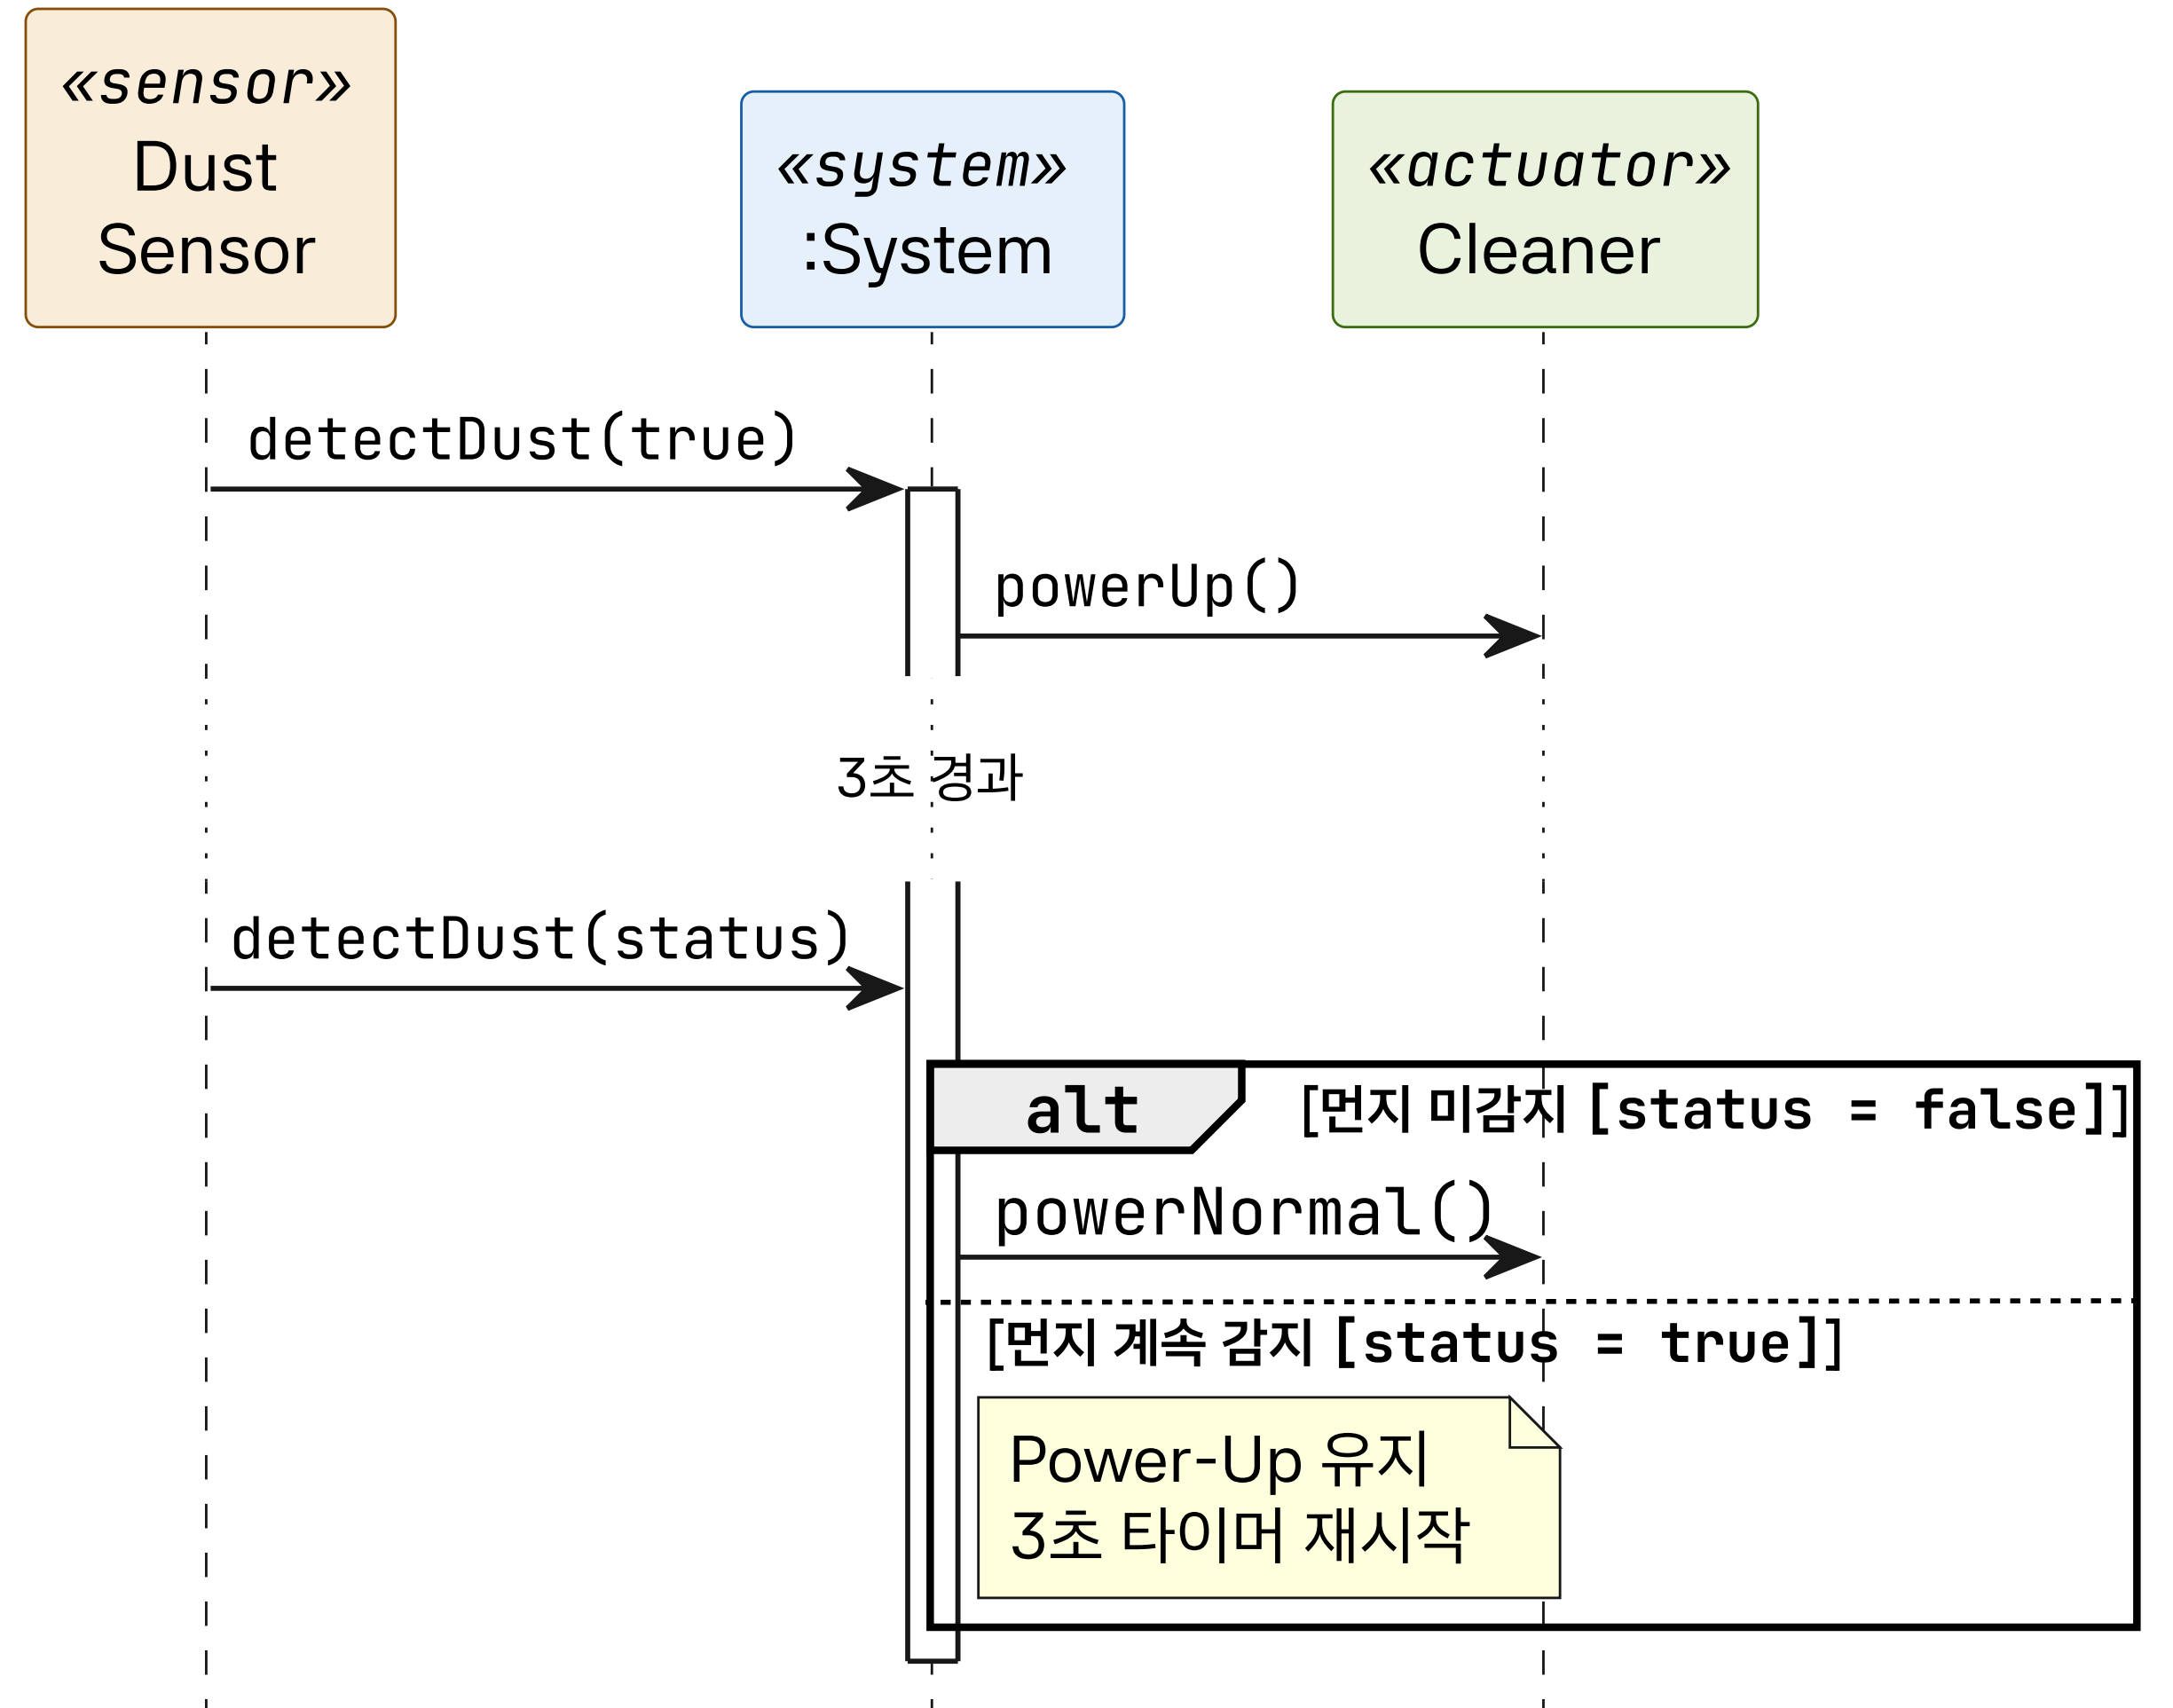 «sensor»
Dust
Sensor
«system»
:System
«actuator»
Cleaner
detectDust(true)
powerUp()
3초 경과
detectDust(status)
alt
[먼지 미감지 [status = false]]
powerNormal()
[먼지 계속 감지 [status = true]]
Power-Up 유지
3초 타이머 재시작